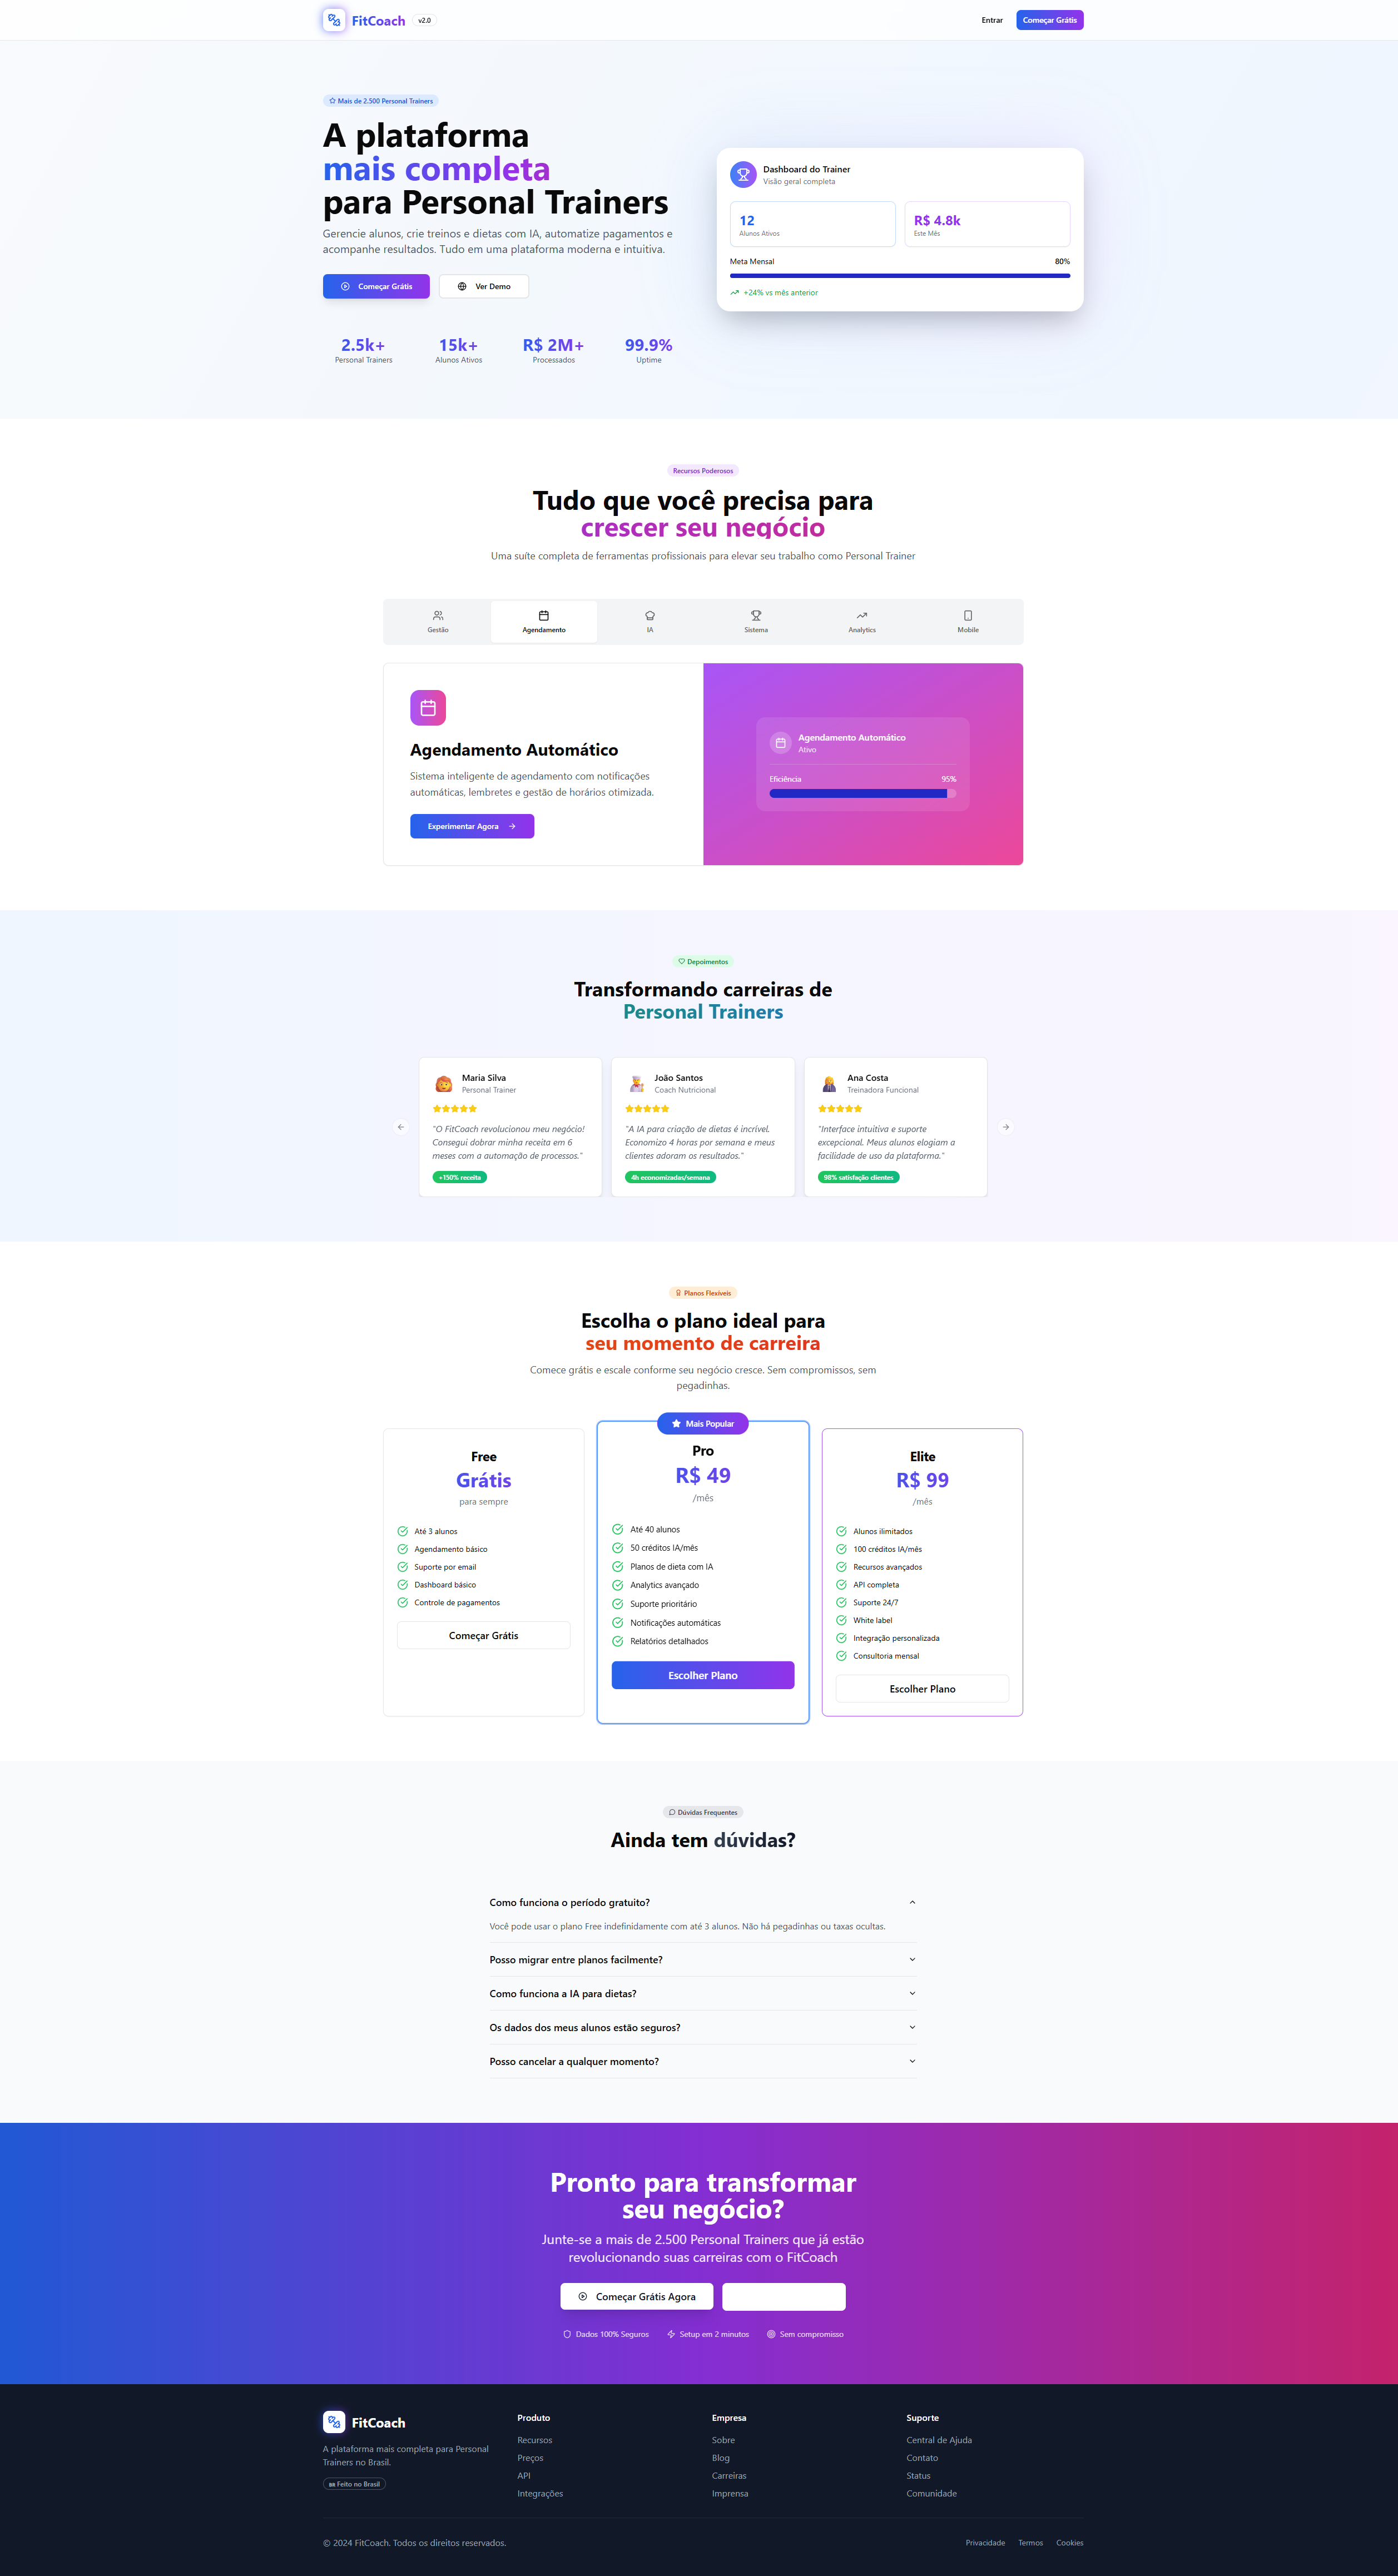 FitCoach
v2.0
Entrar
Começar Grátis
Mais de 2.500 Personal Trainers
A plataforma
mais completa
para Personal Trainers
Gerencie alunos, crie treinos e dietas com IA, automatize pagamentos e
acompanhe resultados. Tudo em uma plataforma moderna e intuitiva.
Começar Grátis
Ver Demo
2.5k+
Personal Trainers
15k+
Alunos Ativos
R$ 2M+
Processados
99.9%
Uptime
Dashboard do Trainer
Visão geral completa
12
Alunos Ativos
R$ 4.8k
Este Mês
Meta Mensal
80%
+24% vs mês anterior
Recursos Poderosos
Tudo que você precisa para
crescer seu negócio
Uma suíte completa de ferramentas profissionais para elevar seu trabalho como Personal Trainer
Gestão
Agendamento
IA
Sistema
Analytics
Mobile
Agendamento Automático
Sistema inteligente de agendamento com notificações
automáticas, lembretes e gestão de horários otimizada.
Experimentar Agora
Agendamento Automático
Ativo
Eficiência
95%
Depoimentos
Transformando carreiras de
Personal Trainers
Maria Silva
Personal Trainer
"O FitCoach revolucionou meu negócio!
Consegui dobrar minha receita em 6
meses com a automação de processos."
+150% receita
João Santos
Coach Nutricional
"A IA para criação de dietas é incrível.
Economizo 4 horas por semana e meus
clientes adoram os resultados."
4h economizadas/semana
Ana Costa
Treinadora Funcional
"Interface intuitiva e suporte
excepcional. Meus alunos elogiam a
facilidade de uso da plataforma."
98% satisfação clientes
Planos Flexíveis
Escolha o plano ideal para
seu momento de carreira
Comece grátis e escale conforme seu negócio cresce. Sem compromissos, sem
pegadinhas.
Free
Grátis
para sempre
Até 3 alunos
Agendamento básico
Suporte por email
Dashboard básico
Controle de pagamentos
Começar Grátis
Mais Popular
Pro
R$ 49
/mês
Até 40 alunos
50 créditos IA/mês
Planos de dieta com IA
Analytics avançado
Suporte prioritário
Notificações automáticas
Relatórios detalhados
Escolher Plano
Elite
R$ 99
/mês
Alunos ilimitados
100 créditos IA/mês
Recursos avançados
API completa
Suporte 24/7
White label
Integração personalizada
Consultoria mensal
Escolher Plano
Dúvidas Frequentes
Ainda tem dúvidas?
Como funciona o período gratuito?
Você pode usar o plano Free indefinidamente com até 3 alunos. Não há pegadinhas ou taxas ocultas.
Posso migrar entre planos facilmente?
Como funciona a IA para dietas?
Os dados dos meus alunos estão seguros?
Posso cancelar a qualquer momento?
Pronto para transformar
seu negócio?
Junte-se a mais de 2.500 Personal Trainers que já estão
revolucionando suas carreiras com o FitCoach
Começar Grátis Agora
Dados 100% Seguros
Setup em 2 minutos
Sem compromisso
FitCoach
A plataforma mais completa para Personal
Trainers no Brasil.
Feito no Brasil
Produto
Recursos
Preços
API
Integrações
Empresa
Sobre
Blog
Carreiras
Imprensa
Suporte
Central de Ajuda
Contato
Status
Comunidade
© 2024 FitCoach. Todos os direitos reservados.
Privacidade
Termos
Cookies